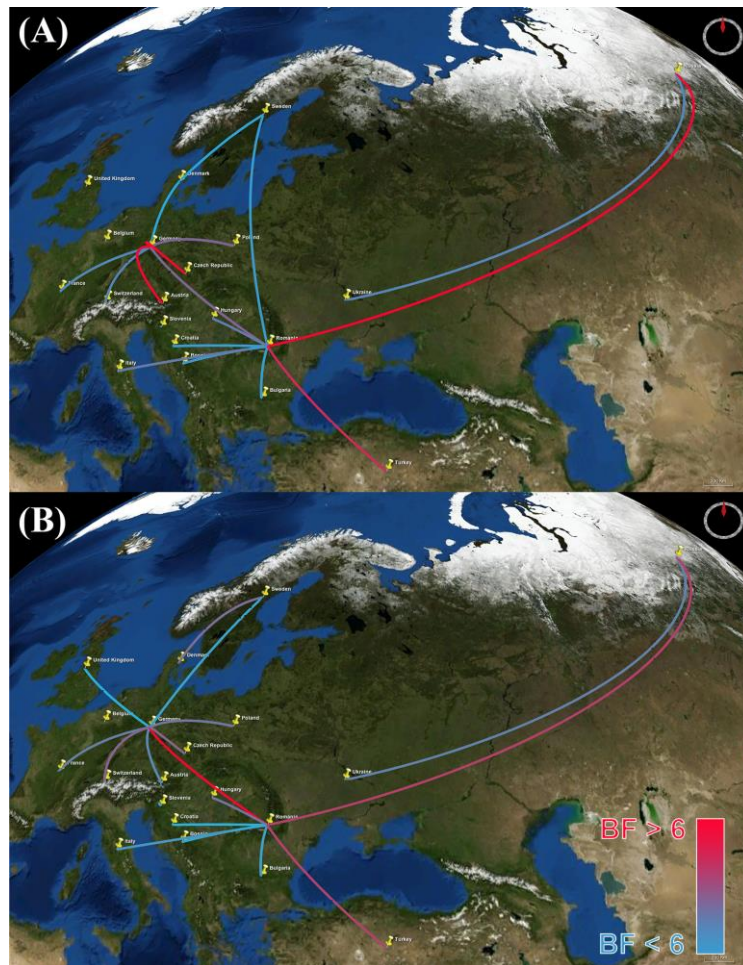 (A)
Sweden
United Kingdom
Denmark
Belgium
Germany
Poland
Czech Republic
France
Switzerland
Austria
Ukraine
Hungary
Slovenia
Croatia
Romania
Italy
Bulgaria
Turkey
(B)
Sweden
Denmark
United Kingdom
Belgium
Germany
Poland
Czech Republic
France
Switzerland
Austria
Ukraine
Hungary
Slovenia
Croatia
Romania
Italy
Bulgaria
Turkey
BF > 6
BF < 6